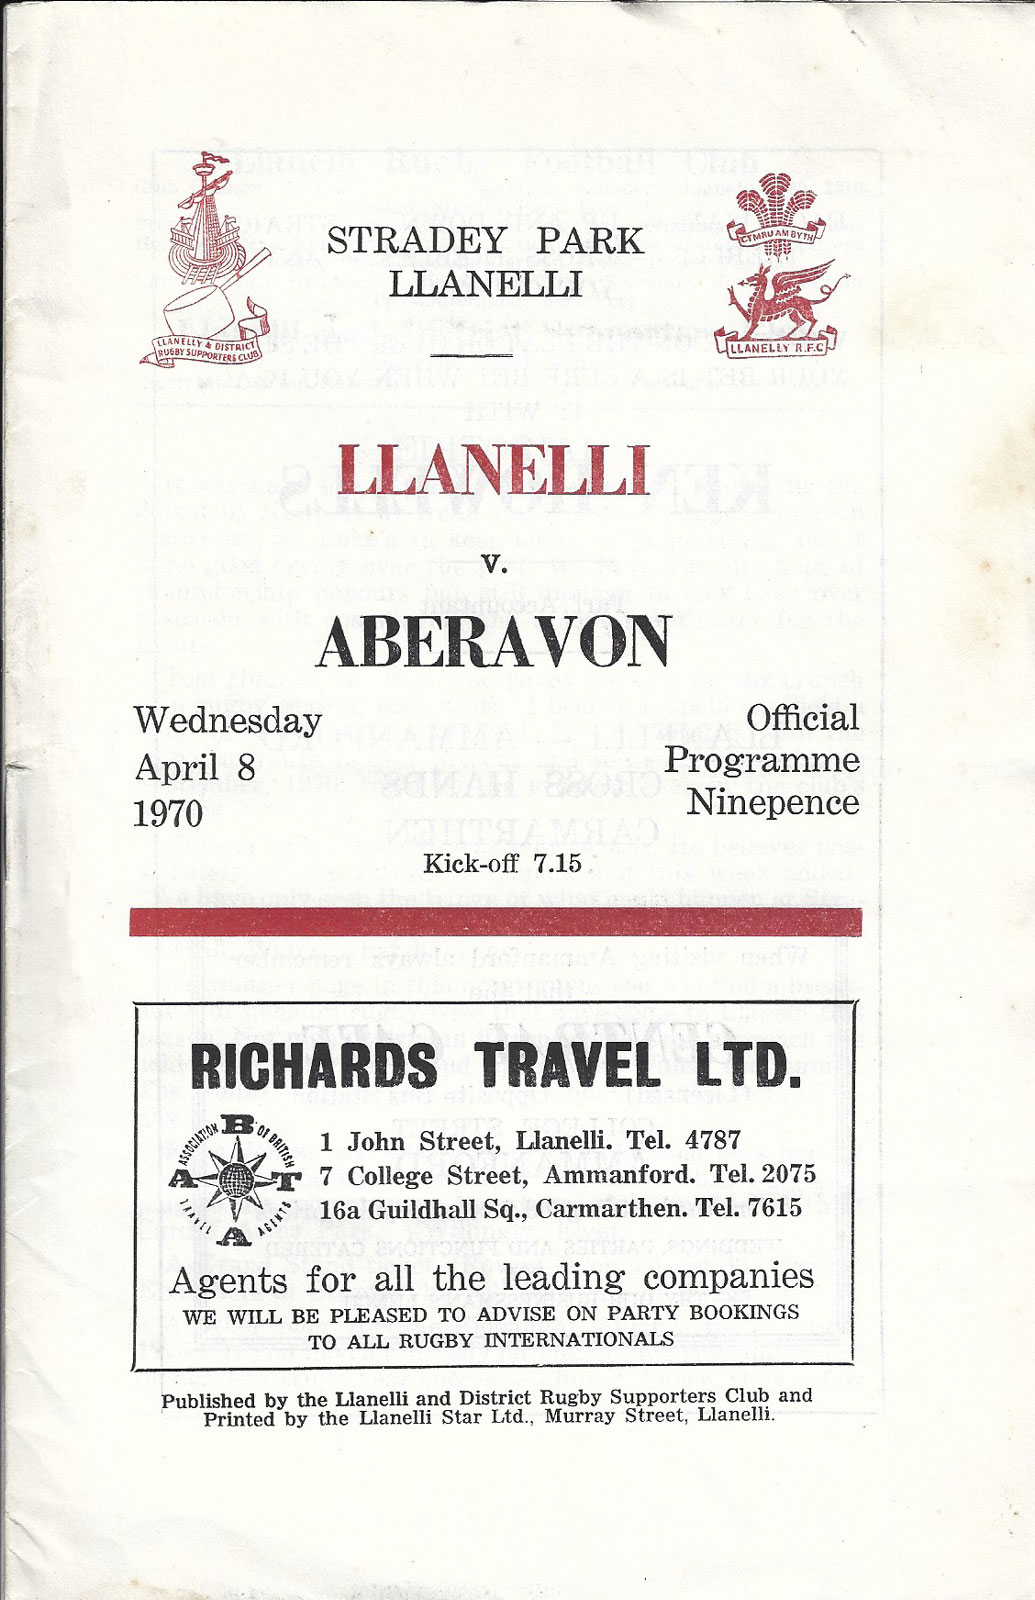 STRADEY PARK
LLANELLI
LLANELLY & DISTRICT
RUGBY SUPPORTERS CLUB
CYMRU AM BYTH
LLANELLY R.F.C
LLANELLI
v.
ABERAVON
Wednesday
April 8
1970
Official
Programme
Ninepence
Kick-off 7.15
RICHARDS TRAVEL LTD.
ASSOCIATION OF BRITISH
TRAVEL AGENTS
A B T A
1 John Street, Llanelli. Tel. 4787
7 College Street, Ammanford. Tel. 2075
16a Guildhall Sq., Carmarthen. Tel. 7615
Agents for all the leading companies
WE WILL BE PLEASED TO ADVISE ON PARTY BOOKINGS
TO ALL RUGBY INTERNATIONALS
Published by the Llanelli and District Rugby Supporters Club and
Printed by the Llanelli Star Ltd., Murray Street, Llanelli.